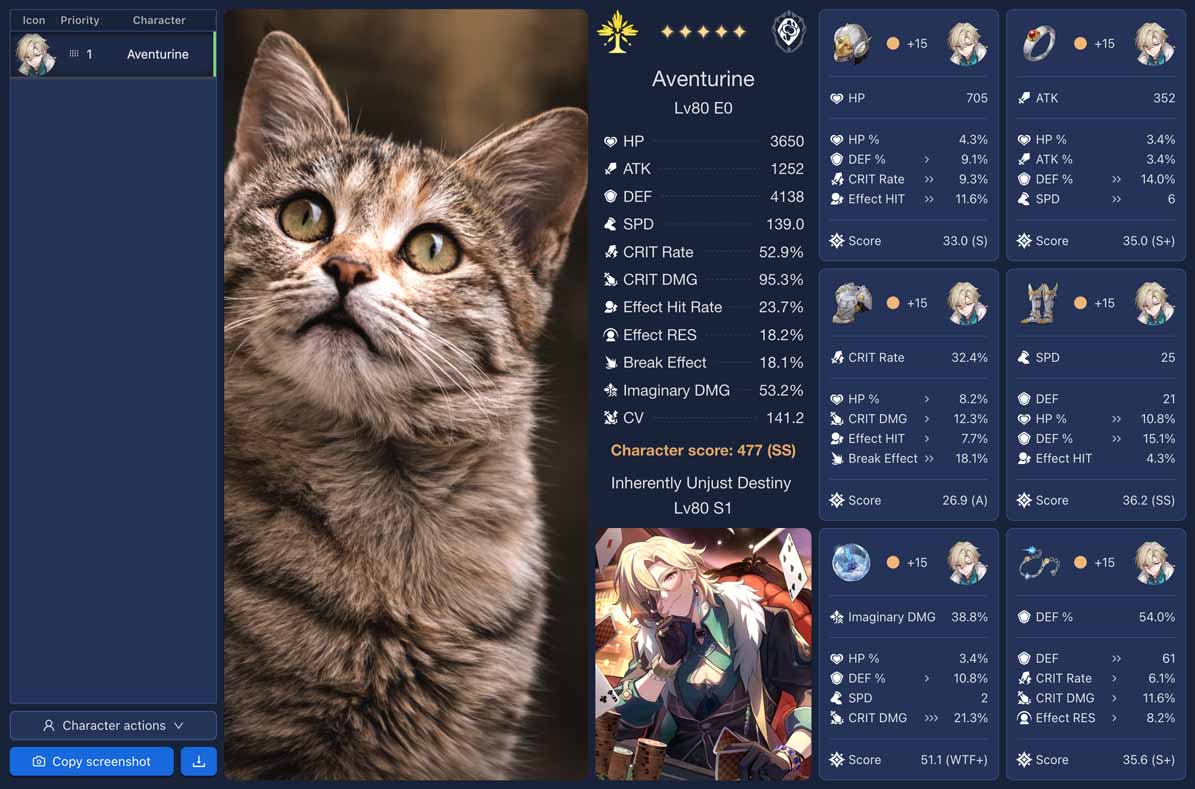 Icon Priority Character
1 Aventurine
Character actions
Copy screenshot
Aventurine
Lv80 E0
HP 3650
ATK 1252
DEF 4138
SPD 139.0
CRIT Rate 52.9%
CRIT DMG 95.3%
Effect Hit Rate 23.7%
Effect RES 18.2%
Break Effect 18.1%
Imaginary DMG 53.2%
CV 141.2
Character score: 477 (SS)
Inherently Unjust Destiny
Lv80 S1
+15
HP 705
HP % 4.3%
DEF % > 9.1%
CRIT Rate >> 9.3%
Effect HIT >> 11.6%
Score 33.0 (S)
+15
ATK 352
HP % 3.4%
ATK % 3.4%
DEF % >> 14.0%
SPD >> 6
Score 35.0 (S+)
+15
CRIT Rate 32.4%
HP % > 8.2%
CRIT DMG > 12.3%
Effect HIT > 7.7%
Break Effect >> 18.1%
Score 26.9 (A)
+15
SPD 25
DEF 21
HP % >> 10.8%
DEF % >> 15.1%
Effect HIT 4.3%
Score 36.2 (SS)
+15
Imaginary DMG 38.8%
HP % 3.4%
DEF % > 10.8%
SPD 2
CRIT DMG >>> 21.3%
Score 51.1 (WTF+)
+15
DEF % 54.0%
DEF >> 61
CRIT Rate > 6.1%
CRIT DMG > 11.6%
Effect RES > 8.2%
Score 35.6 (S+)